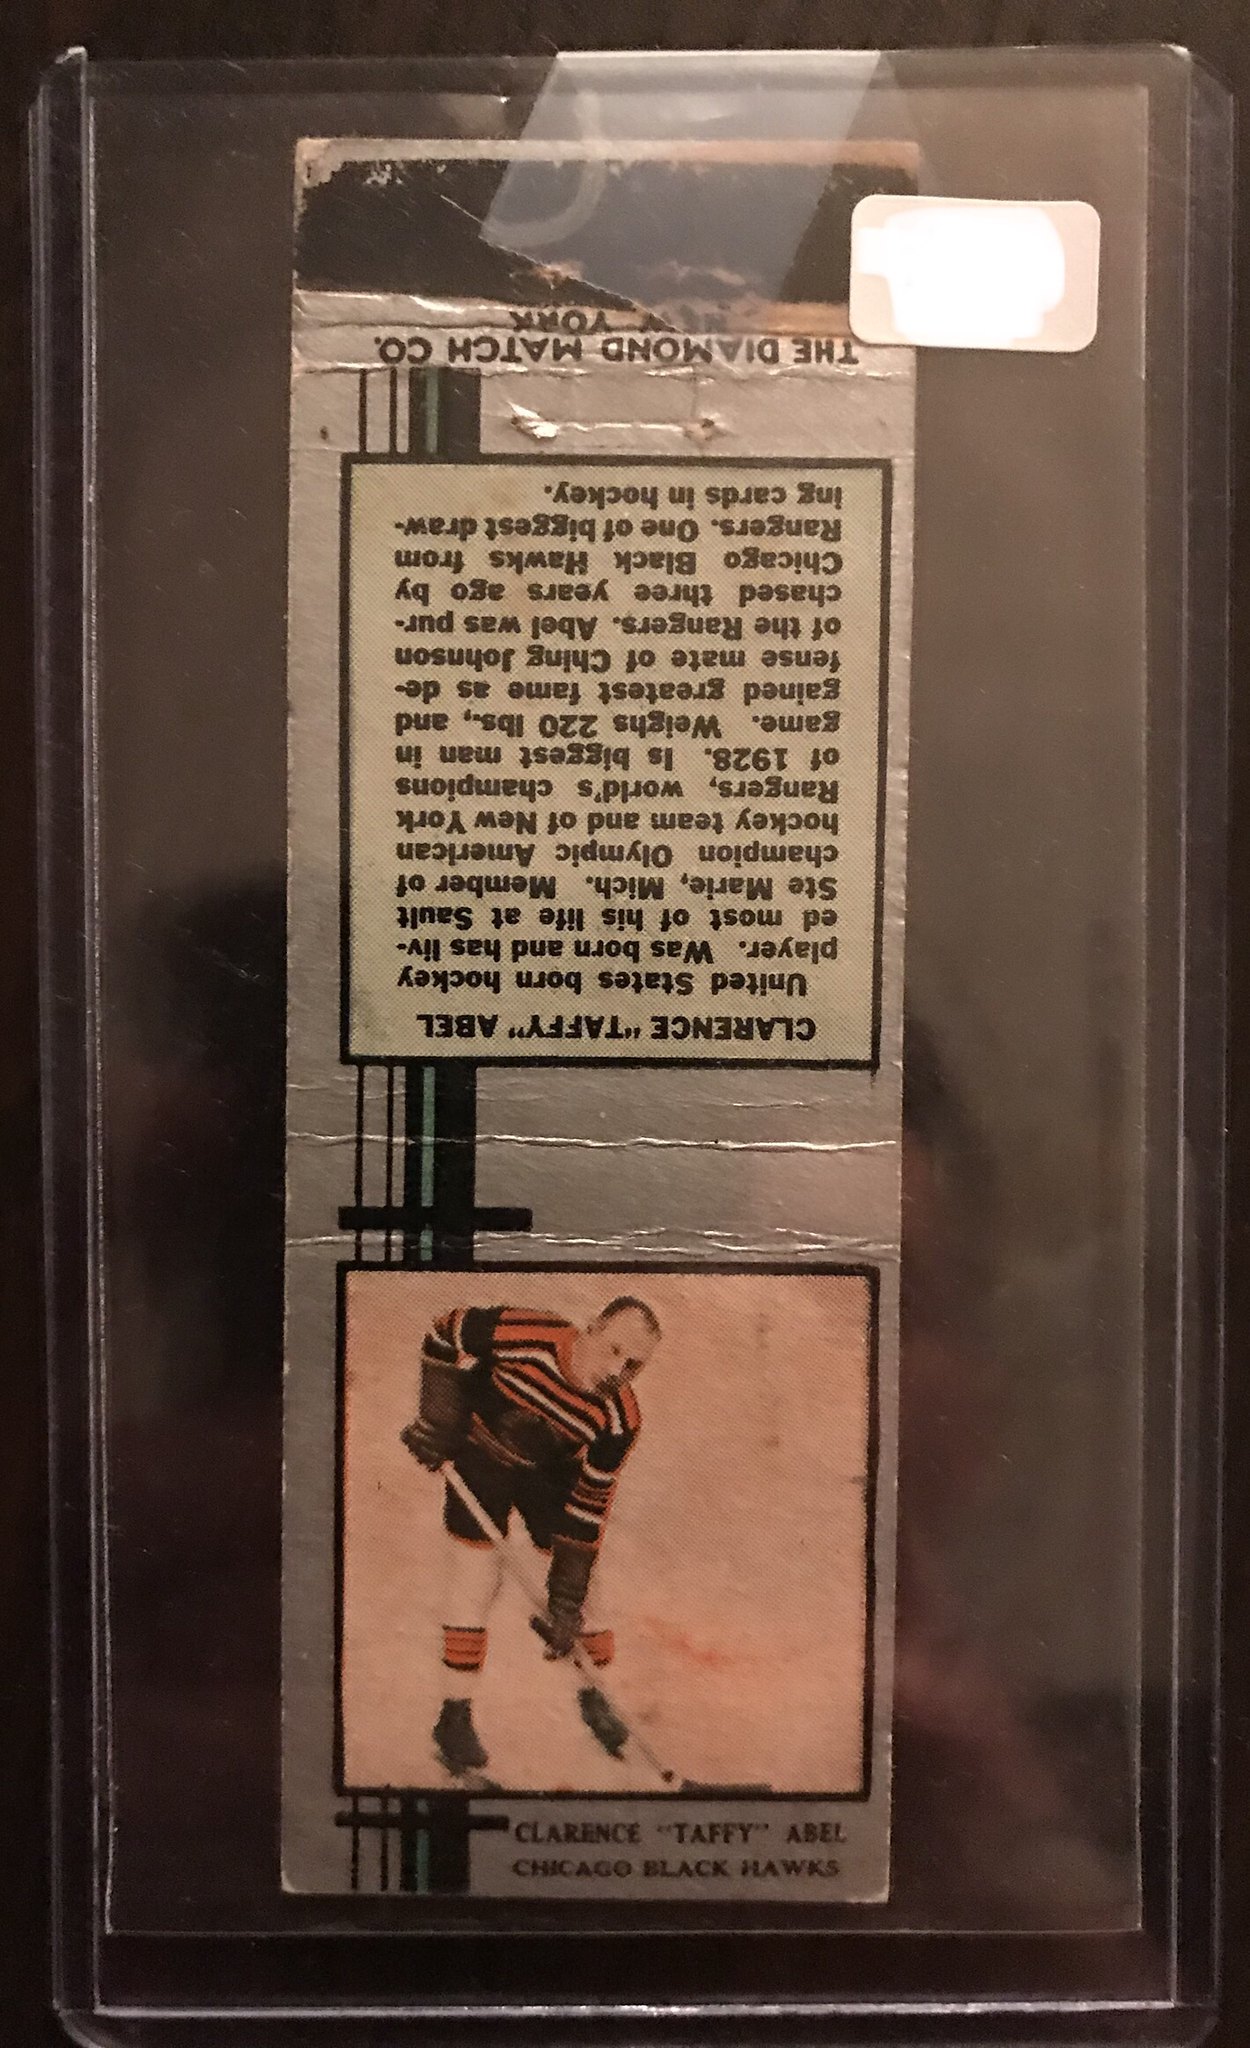 THE DIAMOND MATCH CO.
NEW YORK
CLARENCE "TAFFY" ABEL
United States born hockey
player. Was born and has liv-
ed most of his life at Sault
Ste Marie, Mich. Member of
champion Olympic American
hockey team and of New York
Rangers, world's champions
of 1928. Is biggest man in
game. Weighs 220 lbs., and
gained greatest fame as de-
fense mate of Ching Johnson
of the Rangers. Abel was pur-
chased three years ago by
Chicago Black Hawks from
Rangers. One of biggest draw-
ing cards in hockey.
CLARENCE "TAFFY" ABEL
CHICAGO BLACK HAWKS